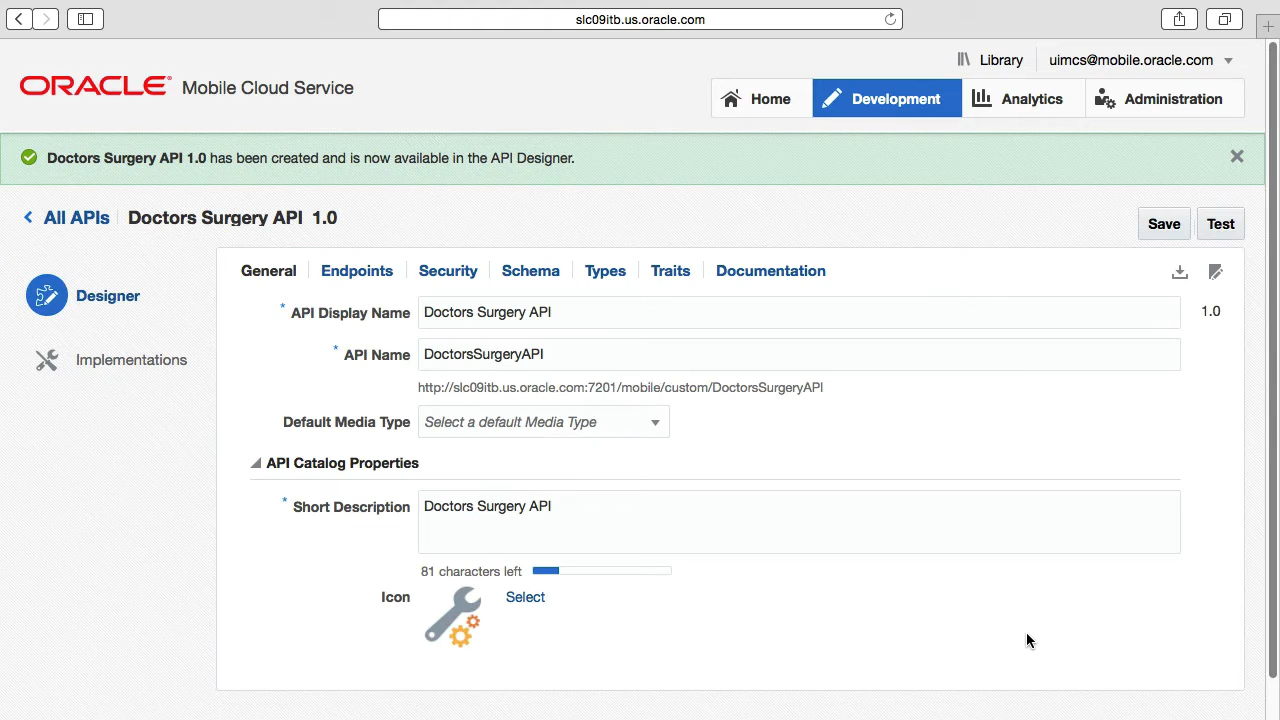 slc09itb.us.oracle.com
Library
uimcs@mobile.oracle.com
ORACLE Mobile Cloud Service
Home
Development
Analytics
Administration
Doctors Surgery API 1.0 has been created and is now available in the API Designer.
All APIs
Doctors Surgery API 1.0
Save
Test
Designer
Implementations
General
Endpoints
Security
Schema
Types
Traits
Documentation
* API Display Name
Doctors Surgery API
1.0
* API Name
DoctorsSurgeryAPI
http://slc09itb.us.oracle.com:7201/mobile/custom/DoctorsSurgeryAPI
Default Media Type
Select a default Media Type
API Catalog Properties
* Short Description
Doctors Surgery API
81 characters left
Icon
Select